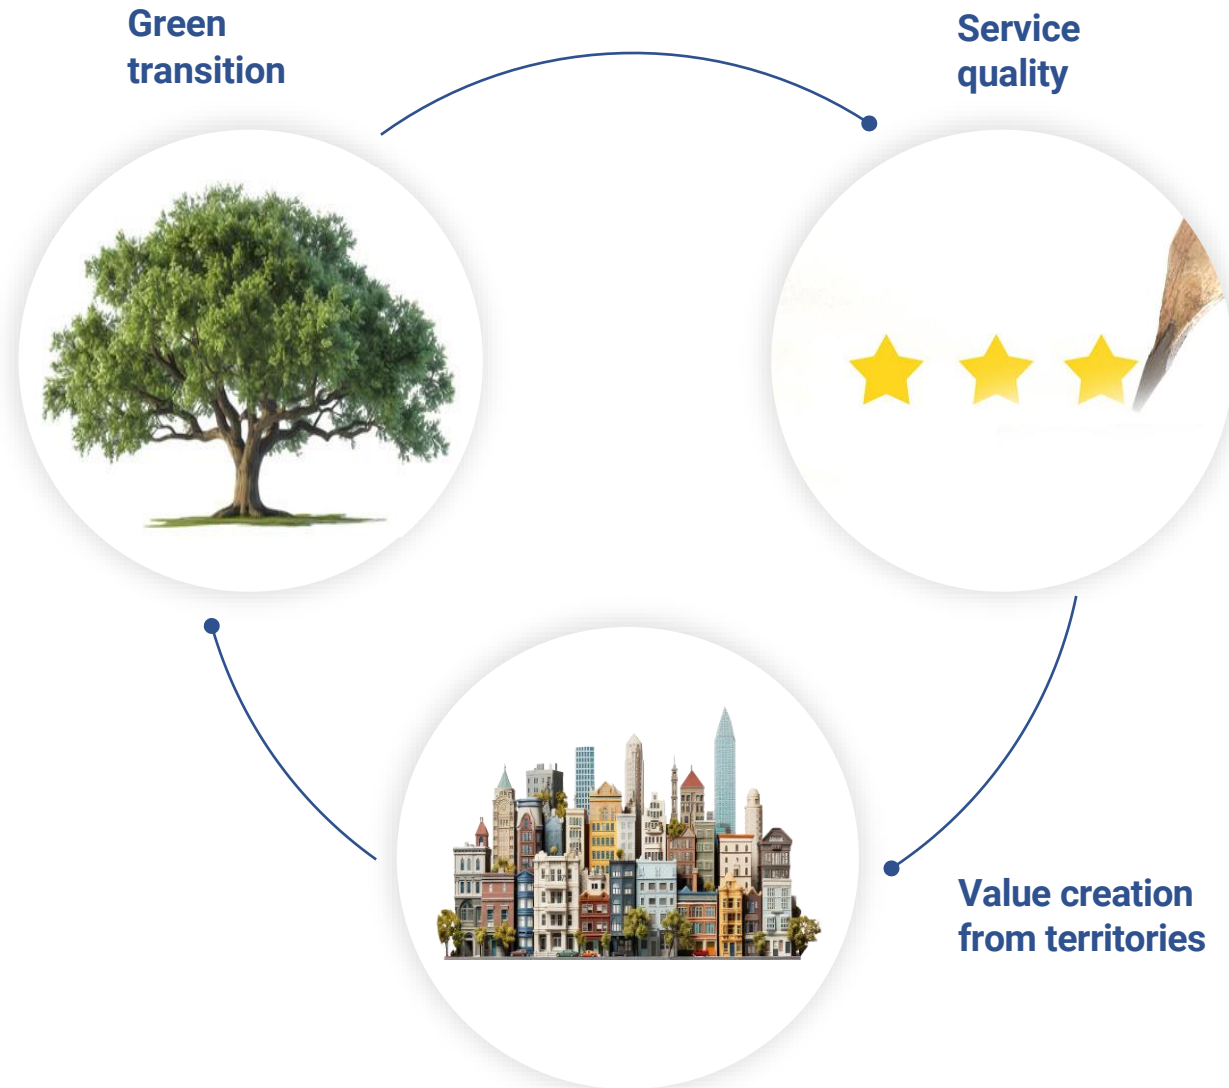 Green
transition
Service
quality
Value creation
from territories